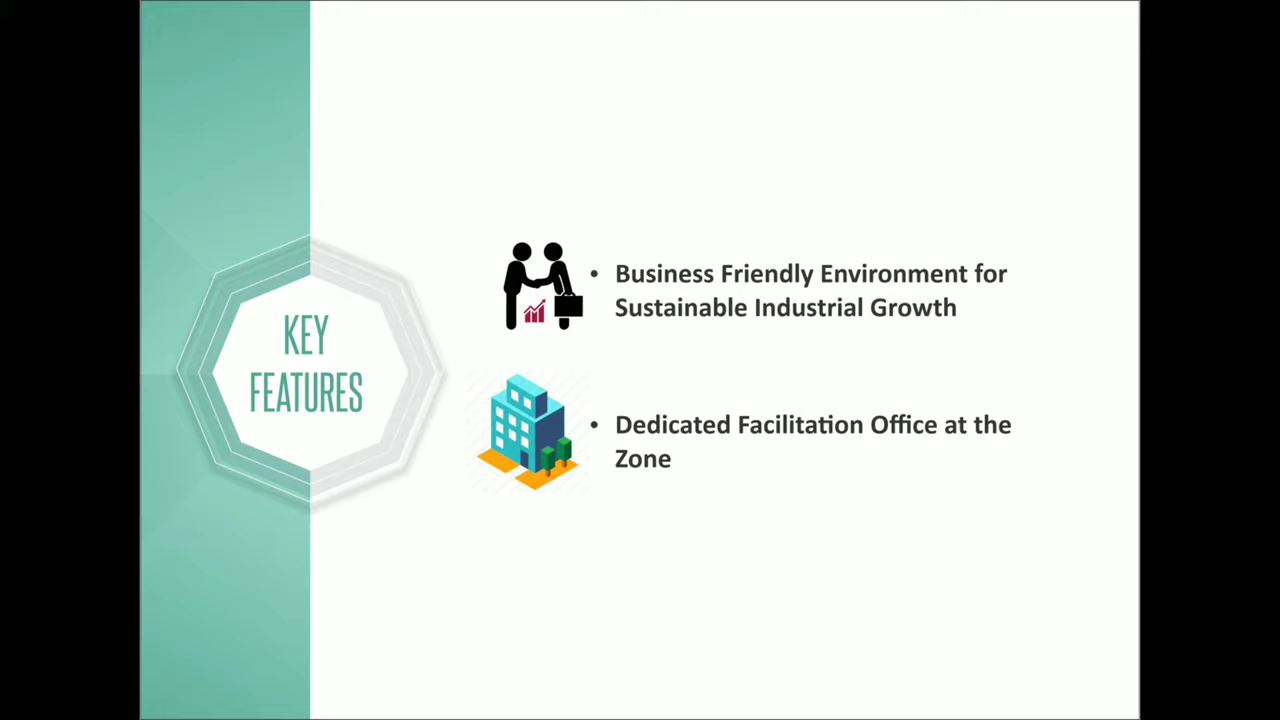 KEY
FEATURES
• Business Friendly Environment for
Sustainable Industrial Growth
• Dedicated Facilitation Office at the
Zone